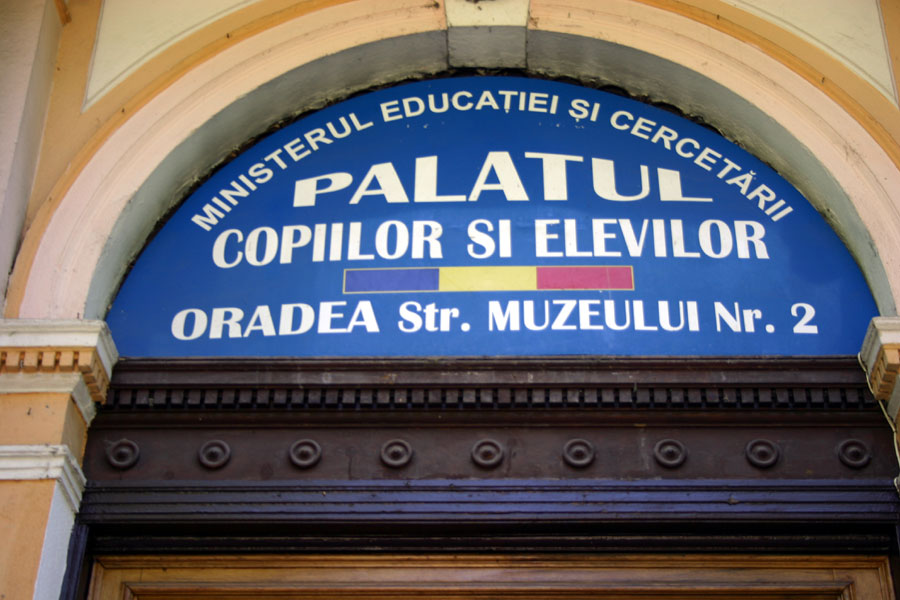 MINISTERUL EDUCAȚIEI ȘI CERCETĂRII
PALATUL
COPIILOR SI ELEVILOR
ORADEA Str. MUZEULUI Nr. 2